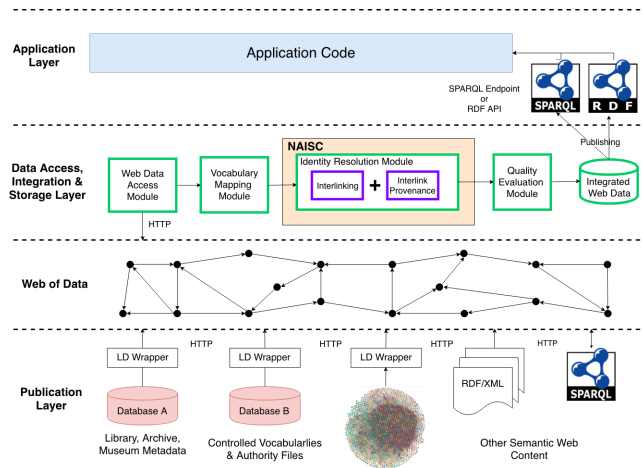 Application
Layer
Application Code
SPARQL Endpoint
or
RDF API
SPARQL
R D F
Publishing
Data Access,
Integration &
Storage Layer
Web Data
Access
Module
Vocabulary
Mapping
Module
NAISC
Identity Resolution Module
Interlinking
+
Interlink
Provenance
Quality
Evaluation
Module
Integrated
Web Data
HTTP
Web of Data
HTTP
HTTP
HTTP
HTTP
HTTP
LD Wrapper
LD Wrapper
LD Wrapper
Publication
Layer
Database A
Database B
RDF/XML
SPARQL
Library, Archive,
Museum Metadata
Controlled Vocabularlies
& Authority Files
Other Semantic Web
Content